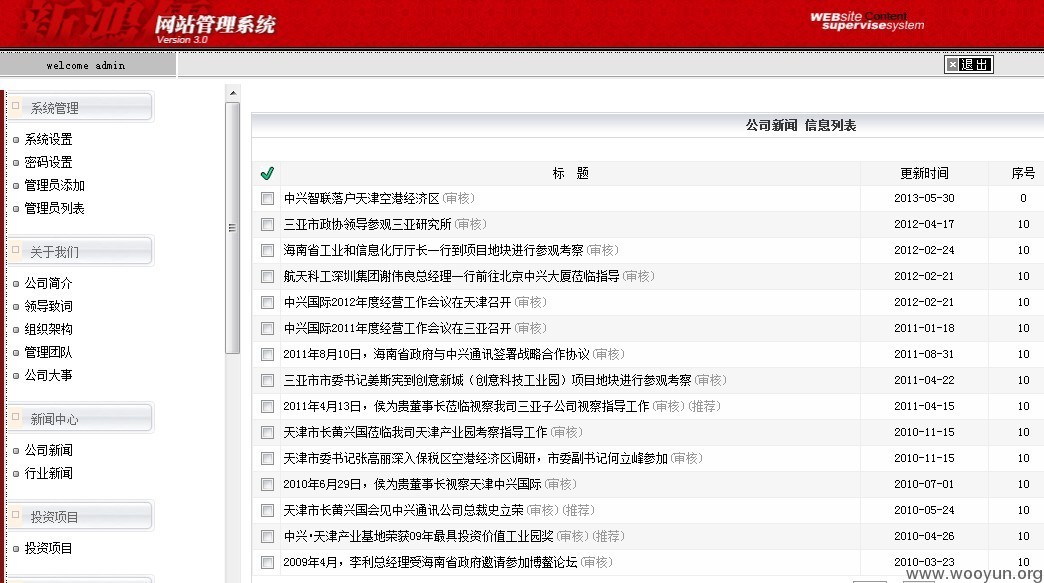 网站管理系统
Version 3.0
WEBsite Content
supervisesystem
welcome admin
退出
系统管理
系统设置
密码设置
管理员添加
管理员列表
关于我们
公司简介
领导致词
组织架构
管理团队
公司大事
新闻中心
公司新闻
行业新闻
投资项目
投资项目
公司新闻 信息列表
标 题 更新时间 序号
中兴智联落户天津空港经济区(审核) 2013-05-30 0
三亚市政协领导参观三亚研究所(审核) 2012-04-17 10
海南省工业和信息化厅厅长一行到项目地块进行参观考察(审核) 2012-02-24 10
航天科工深圳集团谢伟良总经理一行前往北京中兴大厦莅临指导(审核) 2012-02-21 10
中兴国际2012年度经营工作会议在天津召开(审核) 2012-02-21 10
中兴国际2011年度经营工作会议在三亚召开(审核) 2011-01-18 10
2011年8月10日，海南省政府与中兴通讯签署战略合作协议(审核) 2011-08-31 10
三亚市市委书记姜斯宪到创意新城（创意科技工业园）项目地块进行参观考察(审核) 2011-04-22 10
2011年4月13日，侯为贵董事长莅临视察我司三亚子公司视察指导工作(审核)(推荐) 2011-04-15 10
天津市长黄兴国莅临我司天津产业园考察指导工作(审核) 2010-11-15 10
天津市委书记张高丽深入保税区空港经济区调研，市委副书记何立峰参加(审核) 2010-11-15 10
2010年6月29日，侯为贵董事长视察天津中兴国际(审核) 2010-07-01 10
天津市长黄兴国会见中兴通讯公司总裁史立荣(审核)(推荐) 2010-05-24 10
中兴·天津产业基地荣获09年最具投资价值工业园奖(审核)(推荐) 2010-04-26 10
2009年4月，李利总经理受海南省政府邀请参加博鳌论坛(审核) 2010-03-23 10
www.wooyun.org